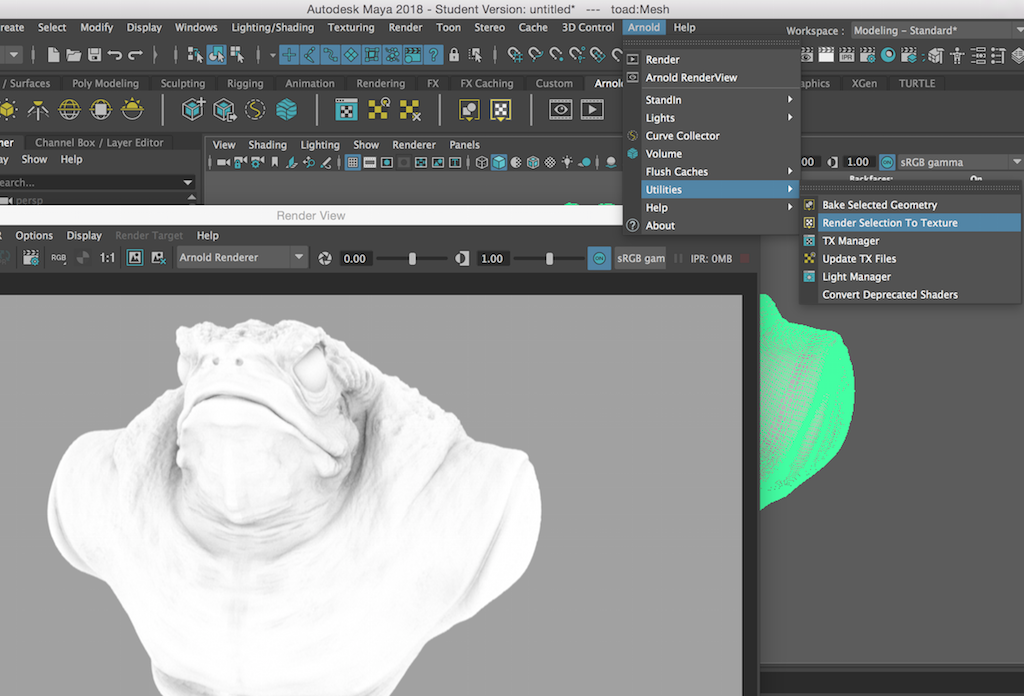 Autodesk Maya 2018 - Student Version: untitled* --- toad:Mesh
reate Select Modify Display Windows Lighting/Shading Texturing Render Toon Stereo Cache 3D Control Arnold Help
Workspace : Modeling - Standard*
/ Surfaces Poly Modeling Sculpting Rigging Animation Rendering FX FX Caching Custom Arnol
aphics XGen TURTLE
Render
Arnold RenderView
StandIn
Lights
Curve Collector
Volume
Flush Caches
Utilities
Help
About
Bake Selected Geometry
Render Selection To Texture
TX Manager
Update TX Files
Light Manager
Convert Deprecated Shaders
ner Channel Box / Layer Editor
ay Show Help
earch...
persp
View Shading Lighting Show Renderer Panels
00 1.00 ON sRGB gamma
Backfaces: On
Render View
Options Display Render Target Help
IPR RGB 1:1 Arnold Renderer 0.00 1.00 ON sRGB gam IPR: 0MB